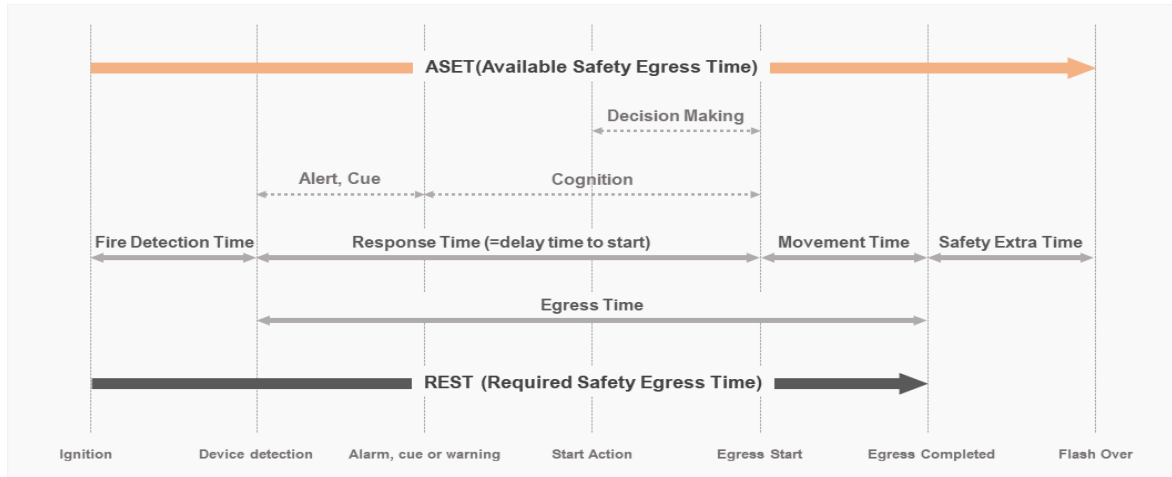 ASET(Available Safety Egress Time)
Decision Making
Alert, Cue Cognition
Fire Detection Time Response Time (=delay time to start) Movement Time Safety Extra Time
Egress Time
REST (Required Safety Egress Time)
Ignition Device detection Alarm, cue or warning Start Action Egress Start Egress Completed Flash Over